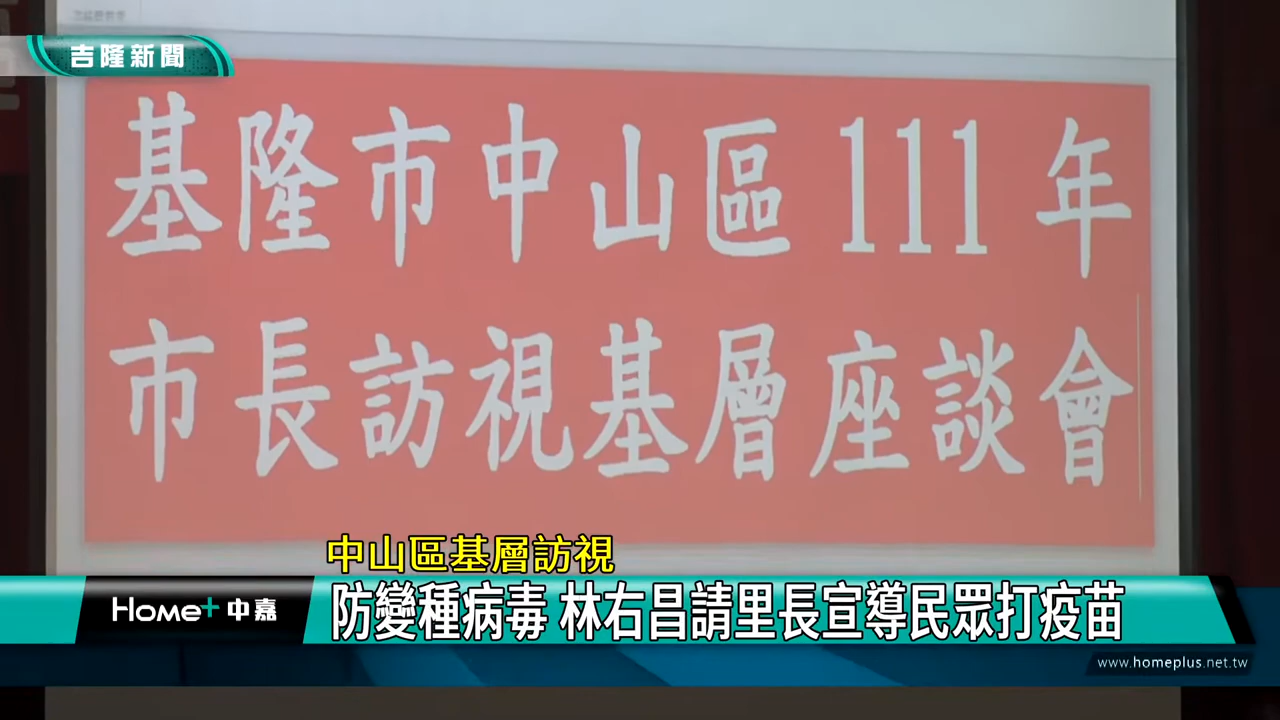 吉隆新聞
基隆市中山區111年
市長訪視基層座談會
中山區基層訪視
Home+中嘉
防變種病毒 林右昌請里長宣導民眾打疫苗
www.homeplus.net.tw